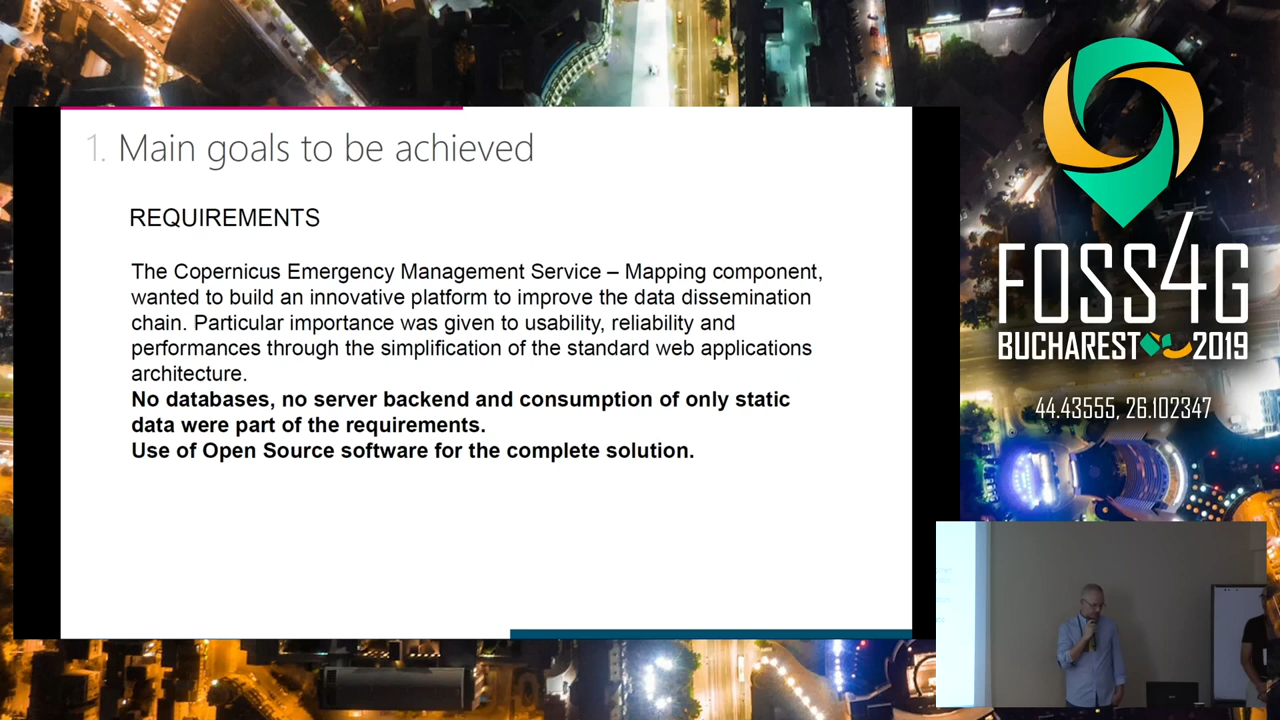 1. Main goals to be achieved
REQUIREMENTS
The Copernicus Emergency Management Service – Mapping component,
wanted to build an innovative platform to improve the data dissemination
chain. Particular importance was given to usability, reliability and
performances through the simplification of the standard web applications
architecture.
No databases, no server backend and consumption of only static
data were part of the requirements.
Use of Open Source software for the complete solution.
FOSS4G
BUCHAREST 2019
44.43555, 26.102347